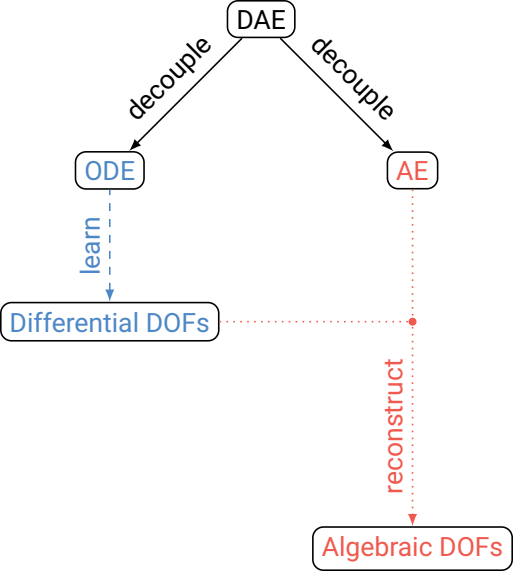 DAE
decouple
decouple
ODE
AE
learn
Differential DOFs
reconstruct
Algebraic DOFs